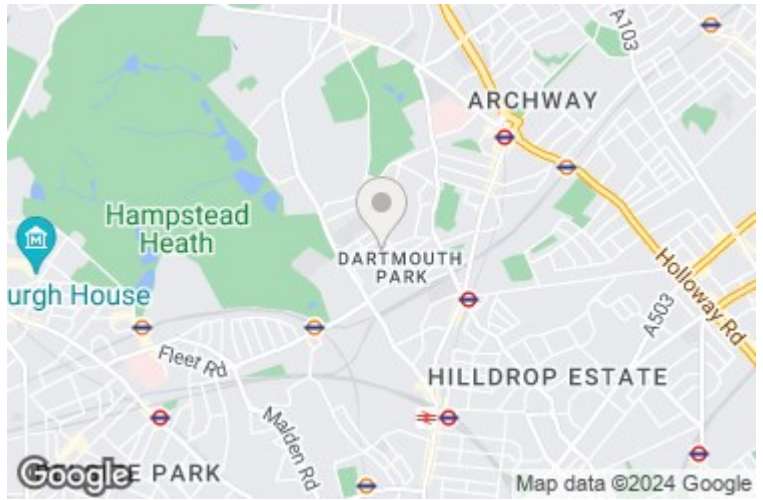 A103
ARCHWAY
Hampstead
Heath
DARTMOUTH
PARK
M
urgh House
Holloway Rd
A503
Fleet Rd
HILLDROP ESTATE
Malden Rd
PARK
Google
Map data ©2024 Google